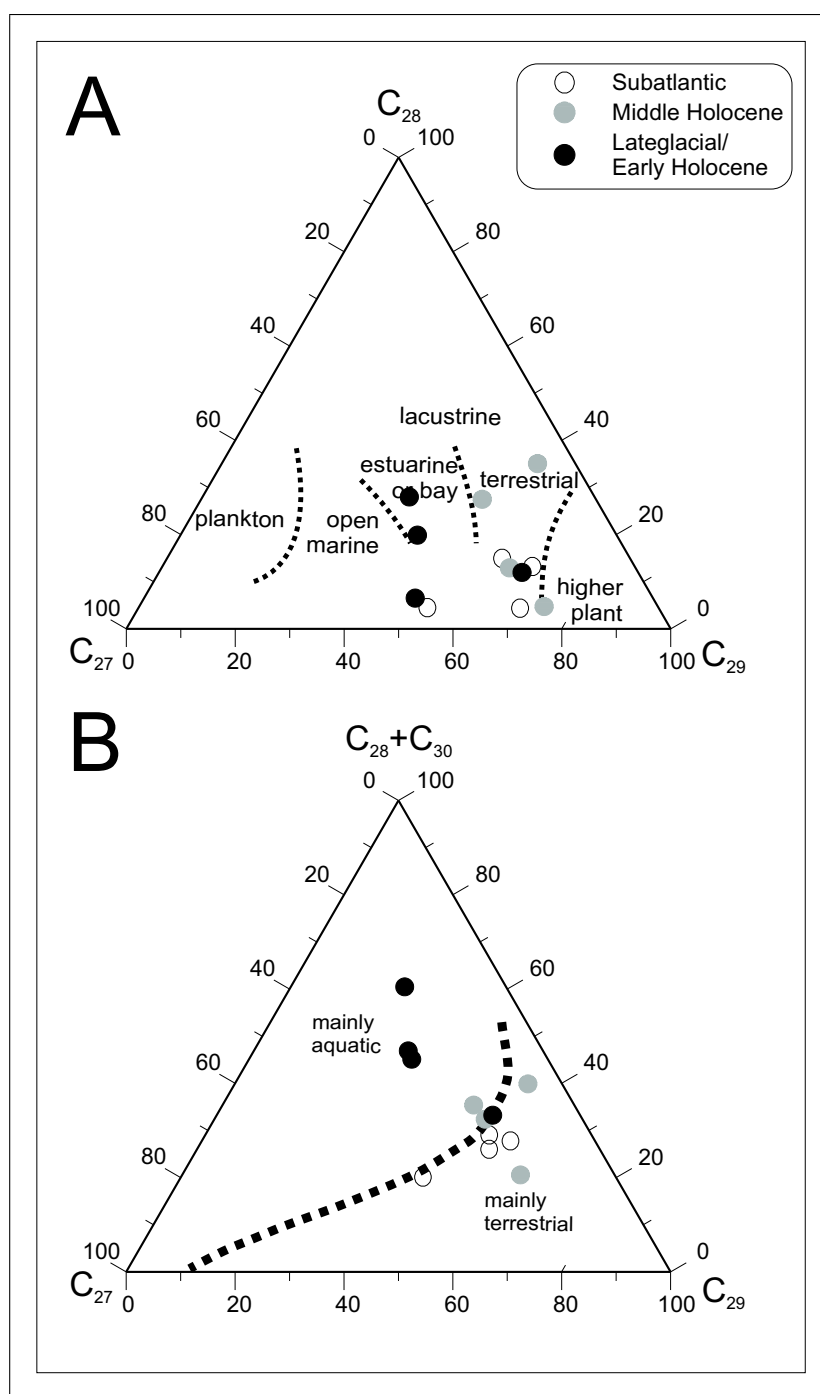 A
Subatlantic
Middle Holocene
Lateglacial/
Early Holocene
C28
0 100
20 80
40 60
60 40
80 20
100 0
lacustrine
estuarine
or bay
terrestrial
plankton
open
marine
higher
plant
C27 0 20 40 60 80 100 C29
B
C28+C30
0 100
20 80
40 60
60 40
80 20
100 0
mainly
aquatic
mainly
terrestrial
C27 0 20 40 60 80 100 C29